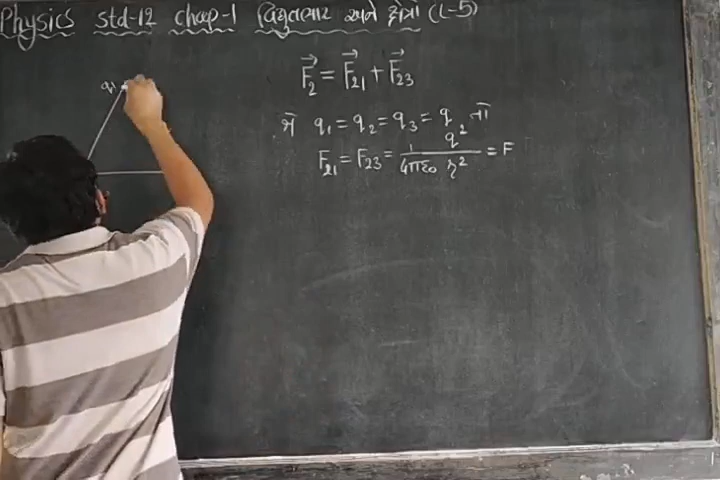 Physics std-12 chap-1 વિદ્યુતભાર અને ક્ષેત્રો (L-5)
q₁
F⃗₂ = F⃗₂₁ + F⃗₂₃
જો q₁ = q₂ = q₃ = q તો
F₂₁ = F₂₃ = 1/4πε₀ q²/r² = F